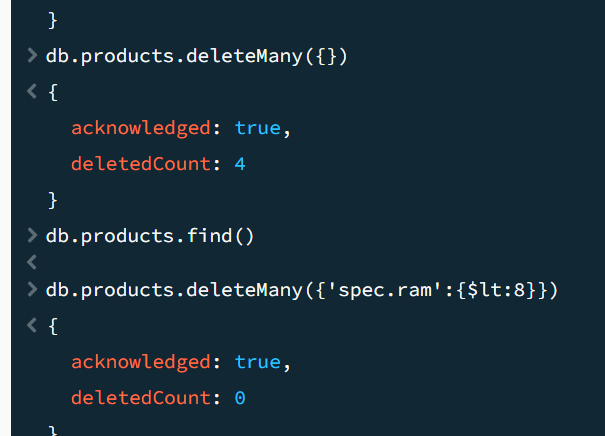 }
> db.products.deleteMany({})
< {
acknowledged: true,
deletedCount: 4
}
> db.products.find()
<
> db.products.deleteMany({'spec.ram':{$lt:8}})
< {
acknowledged: true,
deletedCount: 0
}